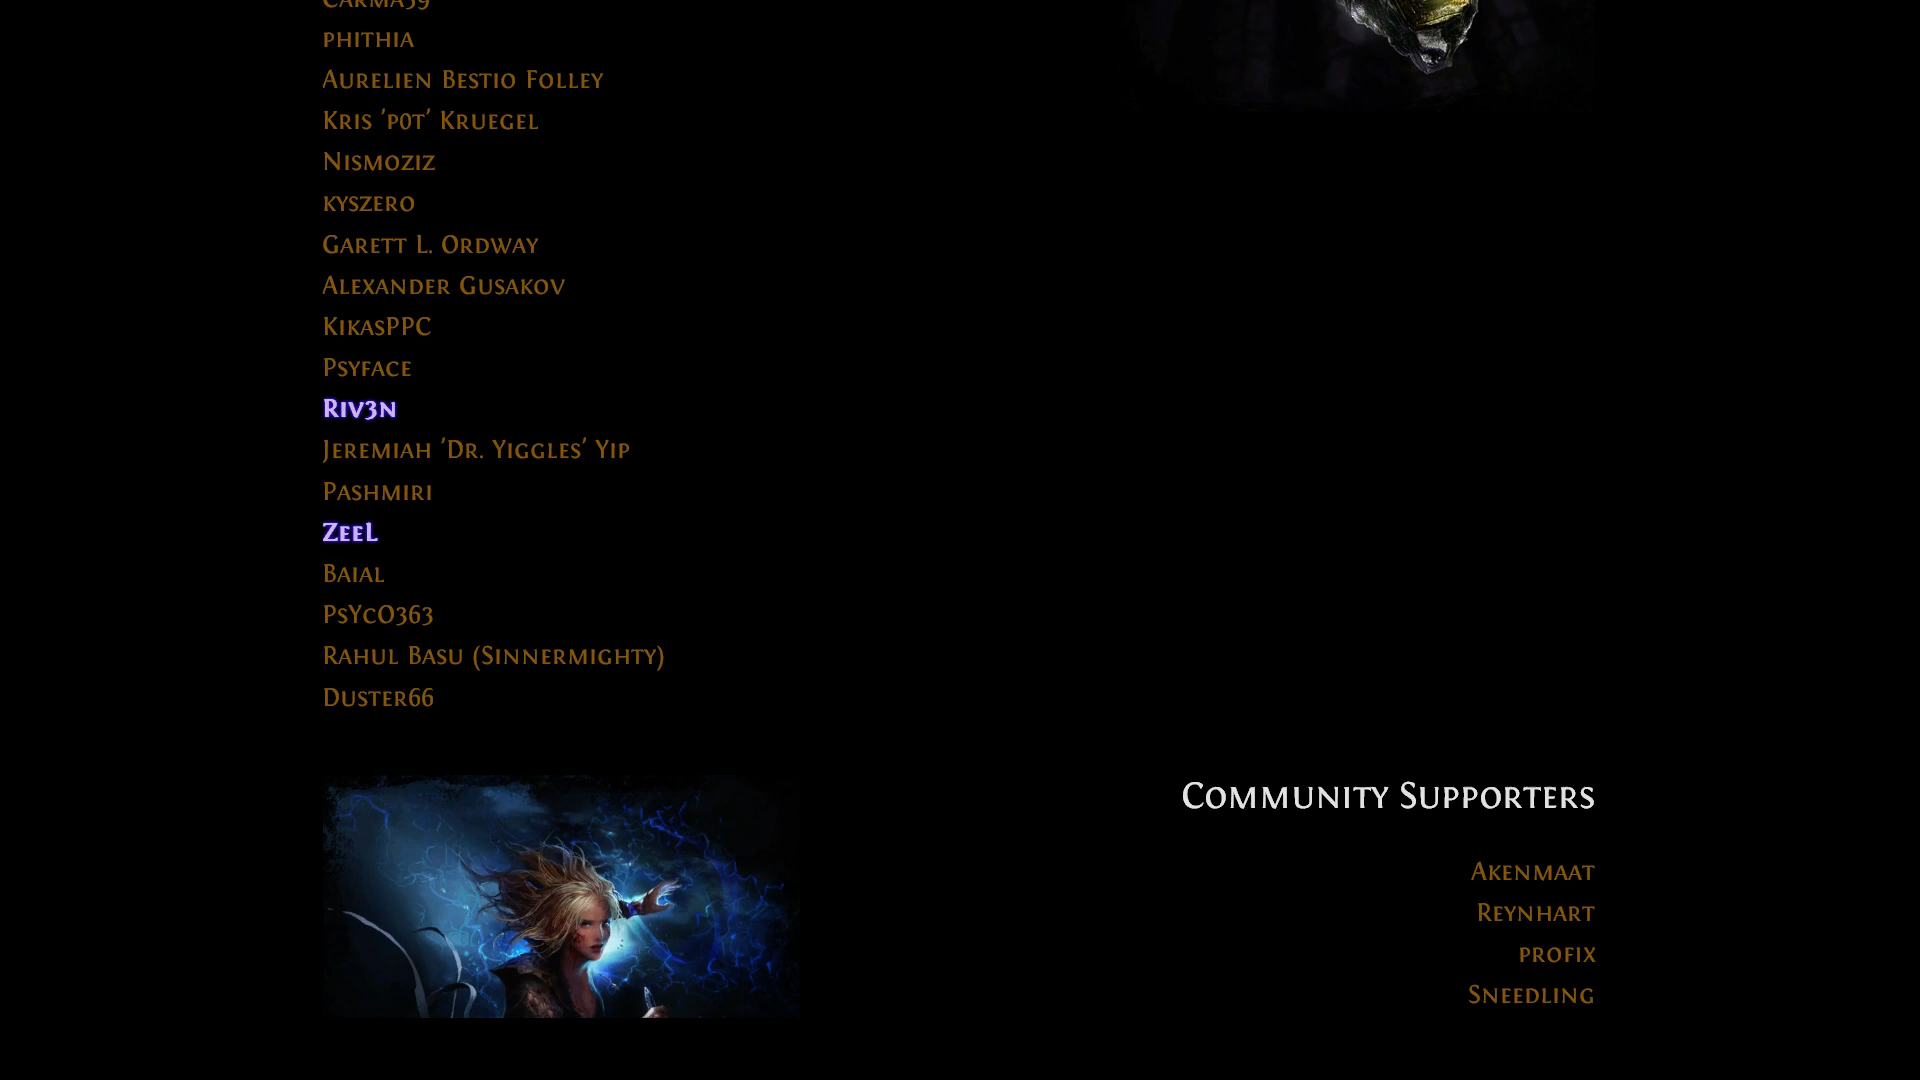 Carma59
phithia
Aurelien Bestio Folley
Kris 'p0t' Kruegel
Nismoziz
kyszero
Garett L. Ordway
Alexander Gusakov
KikasPPC
Psyface
Riv3n
Jeremiah 'Dr. Yiggles' Yip
Pashmiri
ZeeL
Baial
PsYcO363
Rahul Basu (Sinnermighty)
Duster66
Community Supporters
Akenmaat
Reynhart
profix
Sneedling